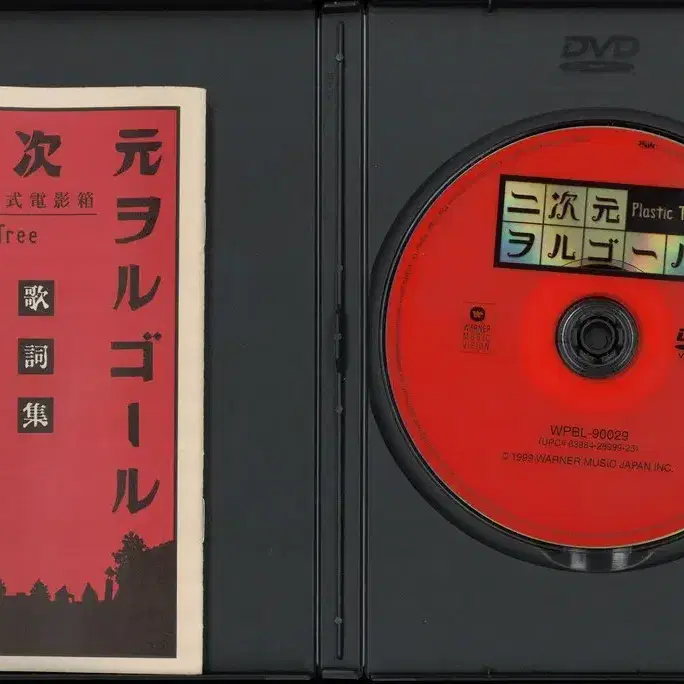 次元ヲルゴール
式電影箱
Tree
歌詞集
DVD
二次元 Plastic T
ヲルゴール
WARNER
MUSIC
VISION
WPBL-90029
© 1999 WARNER MUSIC JAPAN INC.